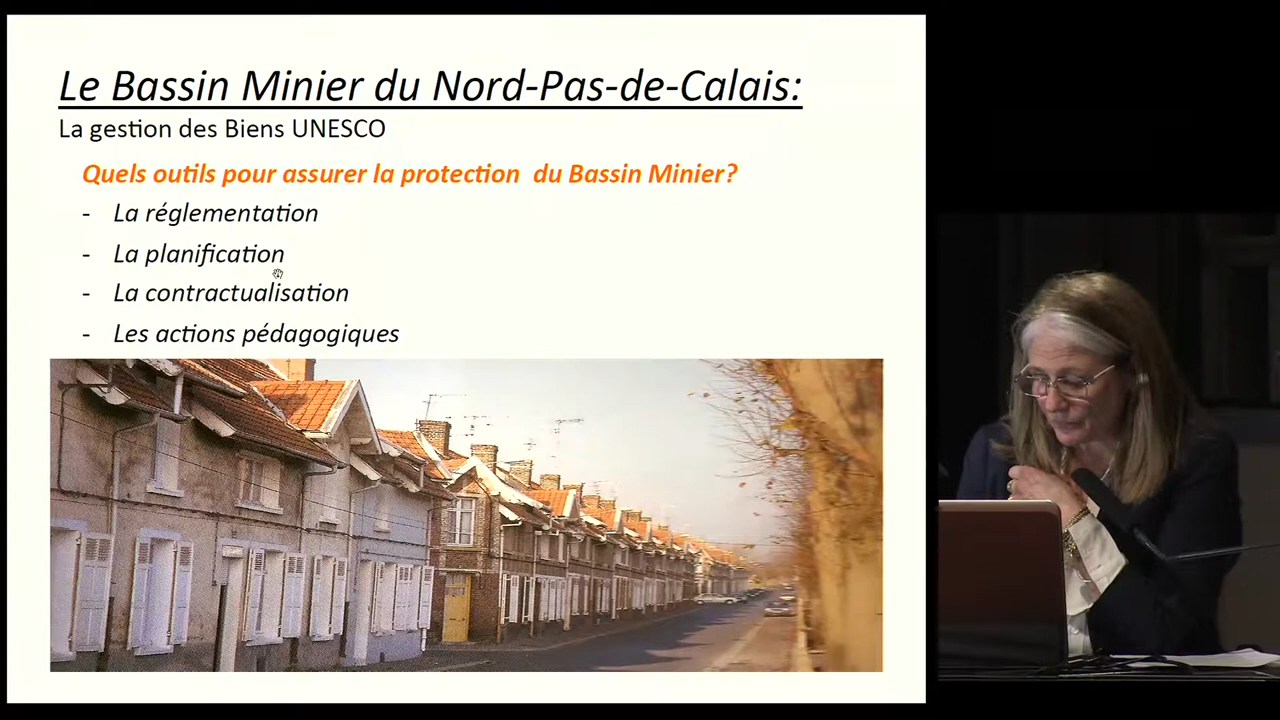 Le Bassin Minier du Nord-Pas-de-Calais:
La gestion des Biens UNESCO
Quels outils pour assurer la protection du Bassin Minier?
- La réglementation
- La planification
- La contractualisation
- Les actions pédagogiques